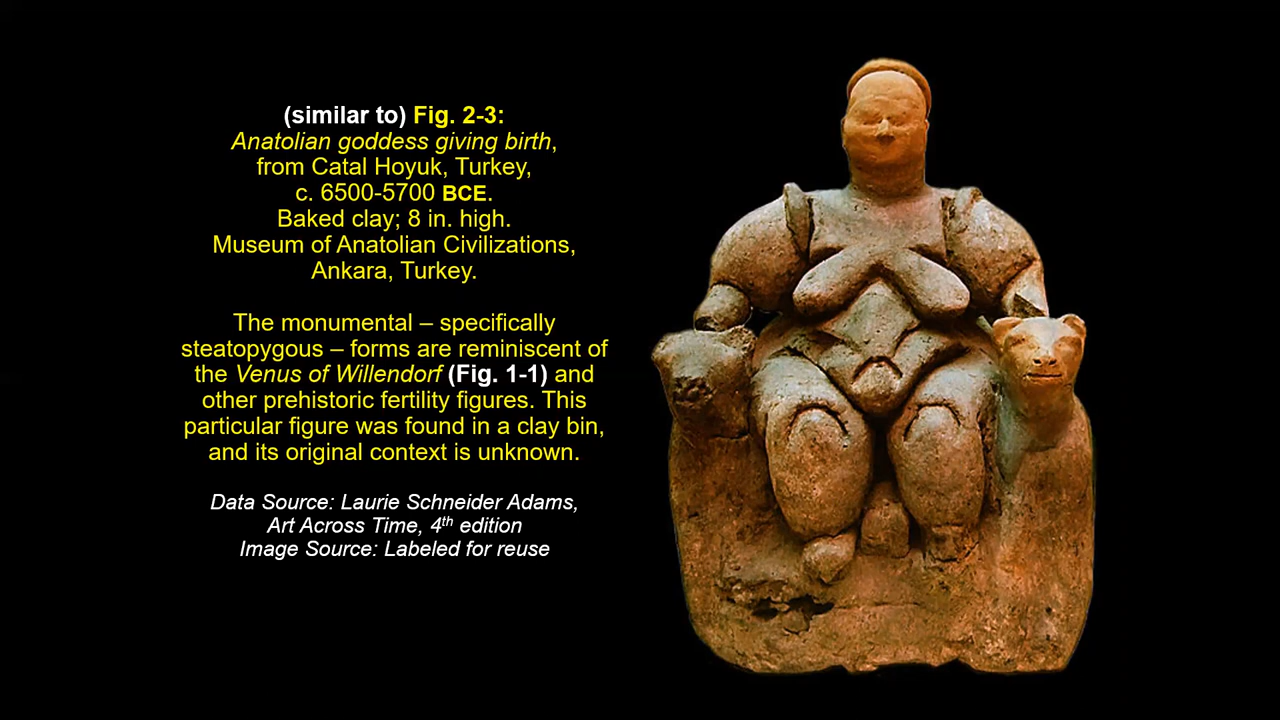 (similar to) Fig. 2-3:
Anatolian goddess giving birth,
from Catal Hoyuk, Turkey,
c. 6500-5700 BCE.
Baked clay; 8 in. high.
Museum of Anatolian Civilizations,
Ankara, Turkey.
The monumental – specifically
steatopygous – forms are reminiscent of
the Venus of Willendorf (Fig. 1-1) and
other prehistoric fertility figures. This
particular figure was found in a clay bin,
and its original context is unknown.
Data Source: Laurie Schneider Adams,
Art Across Time, 4th edition
Image Source: Labeled for reuse